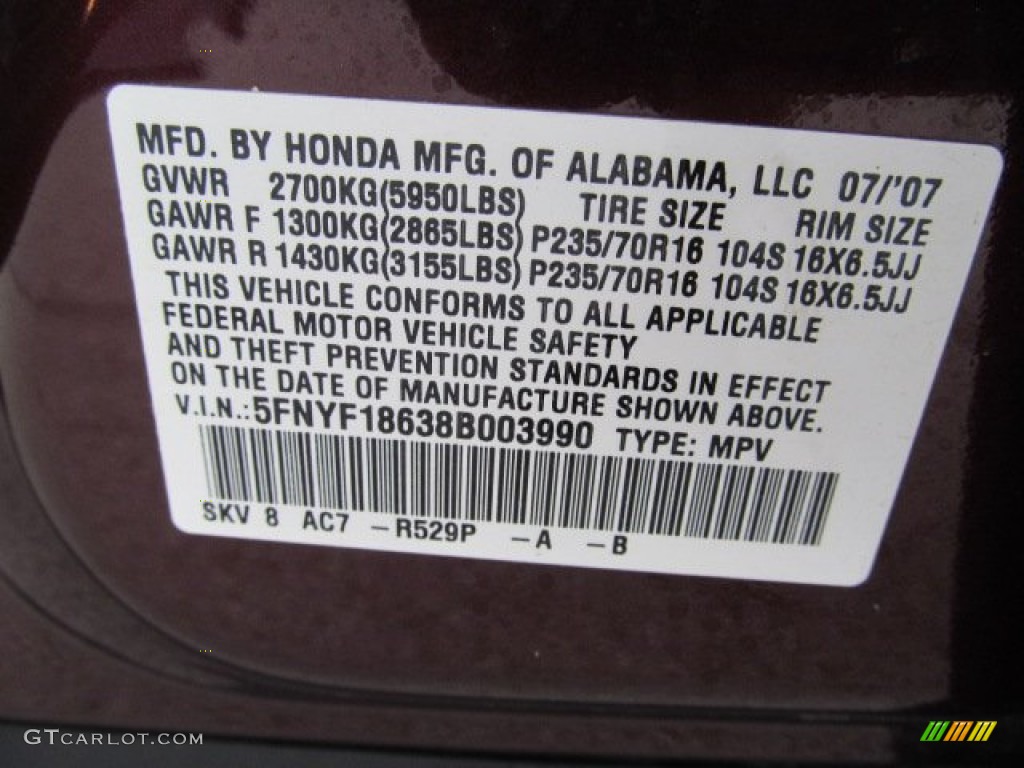 MFD. BY HONDA MFG. OF ALABAMA, LLC 07/'07
GVWR 2700KG(5950LBS) TIRE SIZE RIM SIZE
GAWR F 1300KG(2865LBS) P235/70R16 104S 16X6.5JJ
GAWR R 1430KG(3155LBS) P235/70R16 104S 16X6.5JJ
THIS VEHICLE CONFORMS TO ALL APPLICABLE
FEDERAL MOTOR VEHICLE SAFETY
AND THEFT PREVENTION STANDARDS IN EFFECT
ON THE DATE OF MANUFACTURE SHOWN ABOVE.
V.I.N.:5FNYF18638B003990 TYPE: MPV
SKV 8 AC7 -R529P -A -B
GTCARLOT.COM